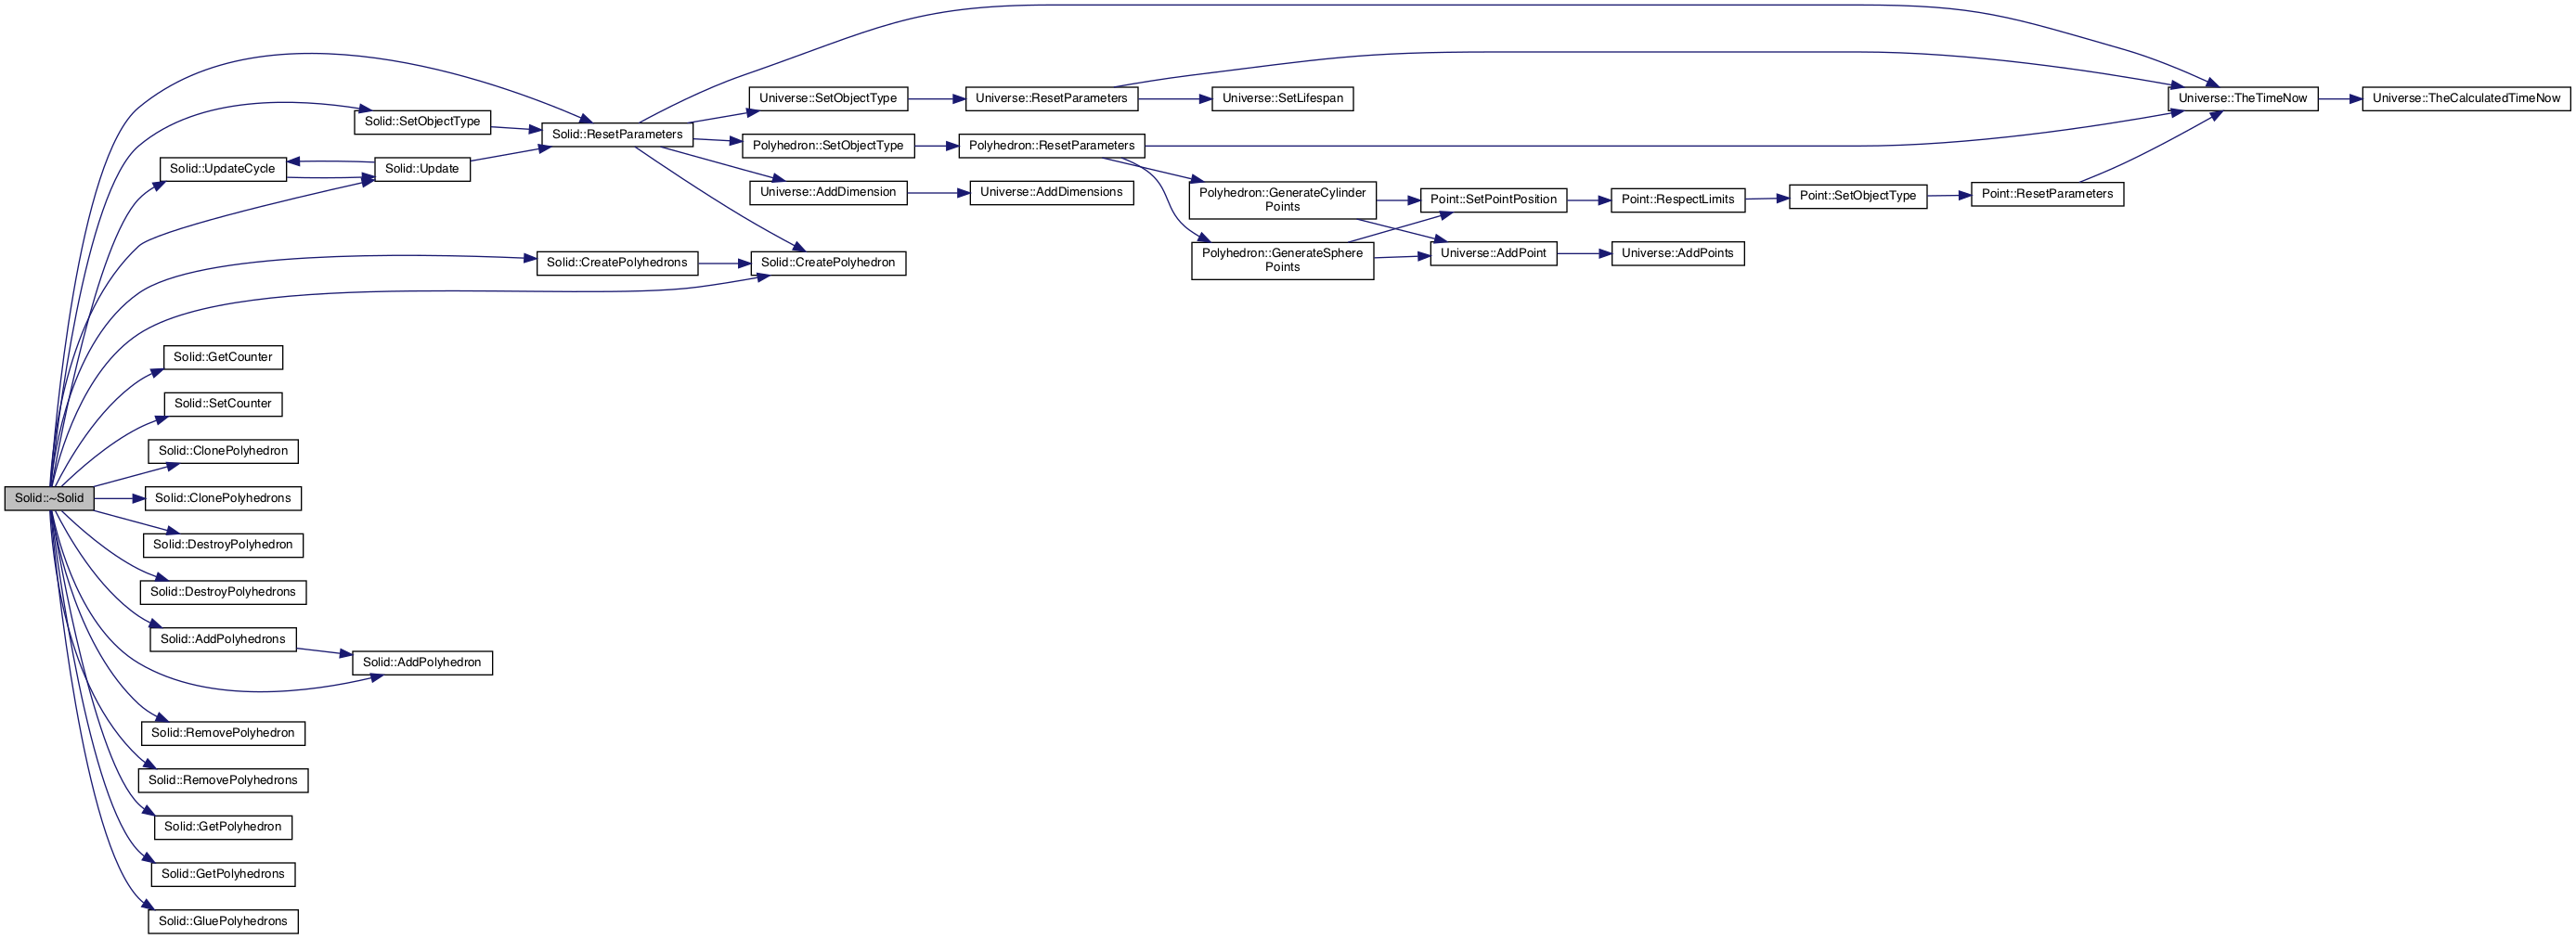 Solid::~Solid
Solid::UpdateCycle
Solid::SetObjectType
Solid::Update
Solid::ResetParameters
Universe::SetObjectType
Universe::ResetParameters
Universe::SetLifespan
Universe::TheTimeNow
Universe::TheCalculatedTimeNow
Polyhedron::SetObjectType
Polyhedron::ResetParameters
Universe::AddDimension
Universe::AddDimensions
Polyhedron::GenerateCylinder
Points
Point::SetPointPosition
Point::RespectLimits
Point::SetObjectType
Point::ResetParameters
Polyhedron::GenerateSphere
Points
Universe::AddPoint
Universe::AddPoints
Solid::CreatePolyhedrons
Solid::CreatePolyhedron
Solid::GetCounter
Solid::SetCounter
Solid::ClonePolyhedron
Solid::ClonePolyhedrons
Solid::DestroyPolyhedron
Solid::DestroyPolyhedrons
Solid::AddPolyhedrons
Solid::AddPolyhedron
Solid::RemovePolyhedron
Solid::RemovePolyhedrons
Solid::GetPolyhedron
Solid::GetPolyhedrons
Solid::GluePolyhedrons